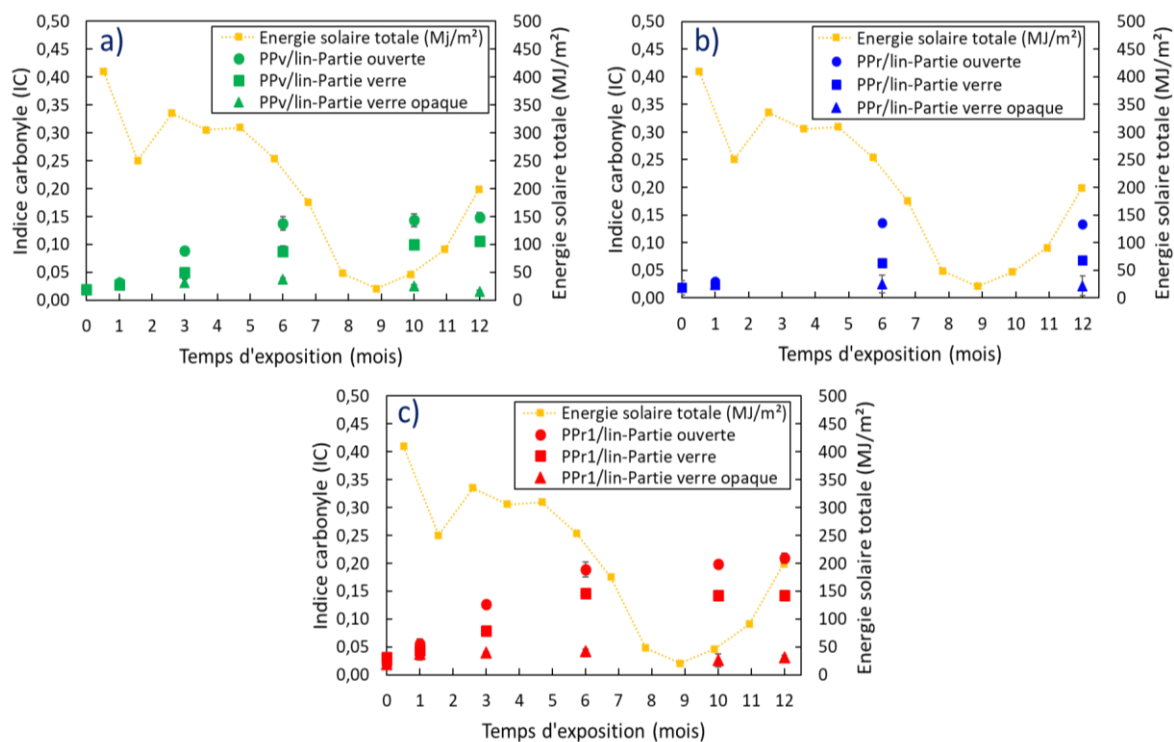 a)
Energie solaire totale (Mj/m²)
PPv/lin-Partie ouverte
PPv/lin-Partie verre
PPv/lin-Partie verre opaque
Indice carbonyle (IC)
0,50
0,45
0,40
0,35
0,30
0,25
0,20
0,15
0,10
0,05
0,00
500
450
400
350
300
250
200
150
100
50
0
Energie solaire totale (MJ/m²)
0 1 2 3 4 5 6 7 8 9 10 11 12
Temps d'exposition (mois)
b)
Energie solaire totale (MJ/m²)
PPr/lin-Partie ouverte
PPr/lin-Partie verre
PPr/lin-Partie verre opaque
Indice carbonyle (IC)
0,50
0,45
0,40
0,35
0,30
0,25
0,20
0,15
0,10
0,05
0,00
500
450
400
350
300
250
200
150
100
50
0
Energie solaire totale (MJ/m²)
0 1 2 3 4 5 6 7 8 9 10 11 12
Temps d'exposition (mois)
c)
Energie solaire totale (MJ/m²)
PPr1/lin-Partie ouverte
PPr1/lin-Partie verre
PPr1/lin-Partie verre opaque
Indice carbonyle (IC)
0,50
0,45
0,40
0,35
0,30
0,25
0,20
0,15
0,10
0,05
0,00
500
450
400
350
300
250
200
150
100
50
0
Energie solaire totale (MJ/m²)
0 1 2 3 4 5 6 7 8 9 10 11 12
Temps d'exposition (mois)